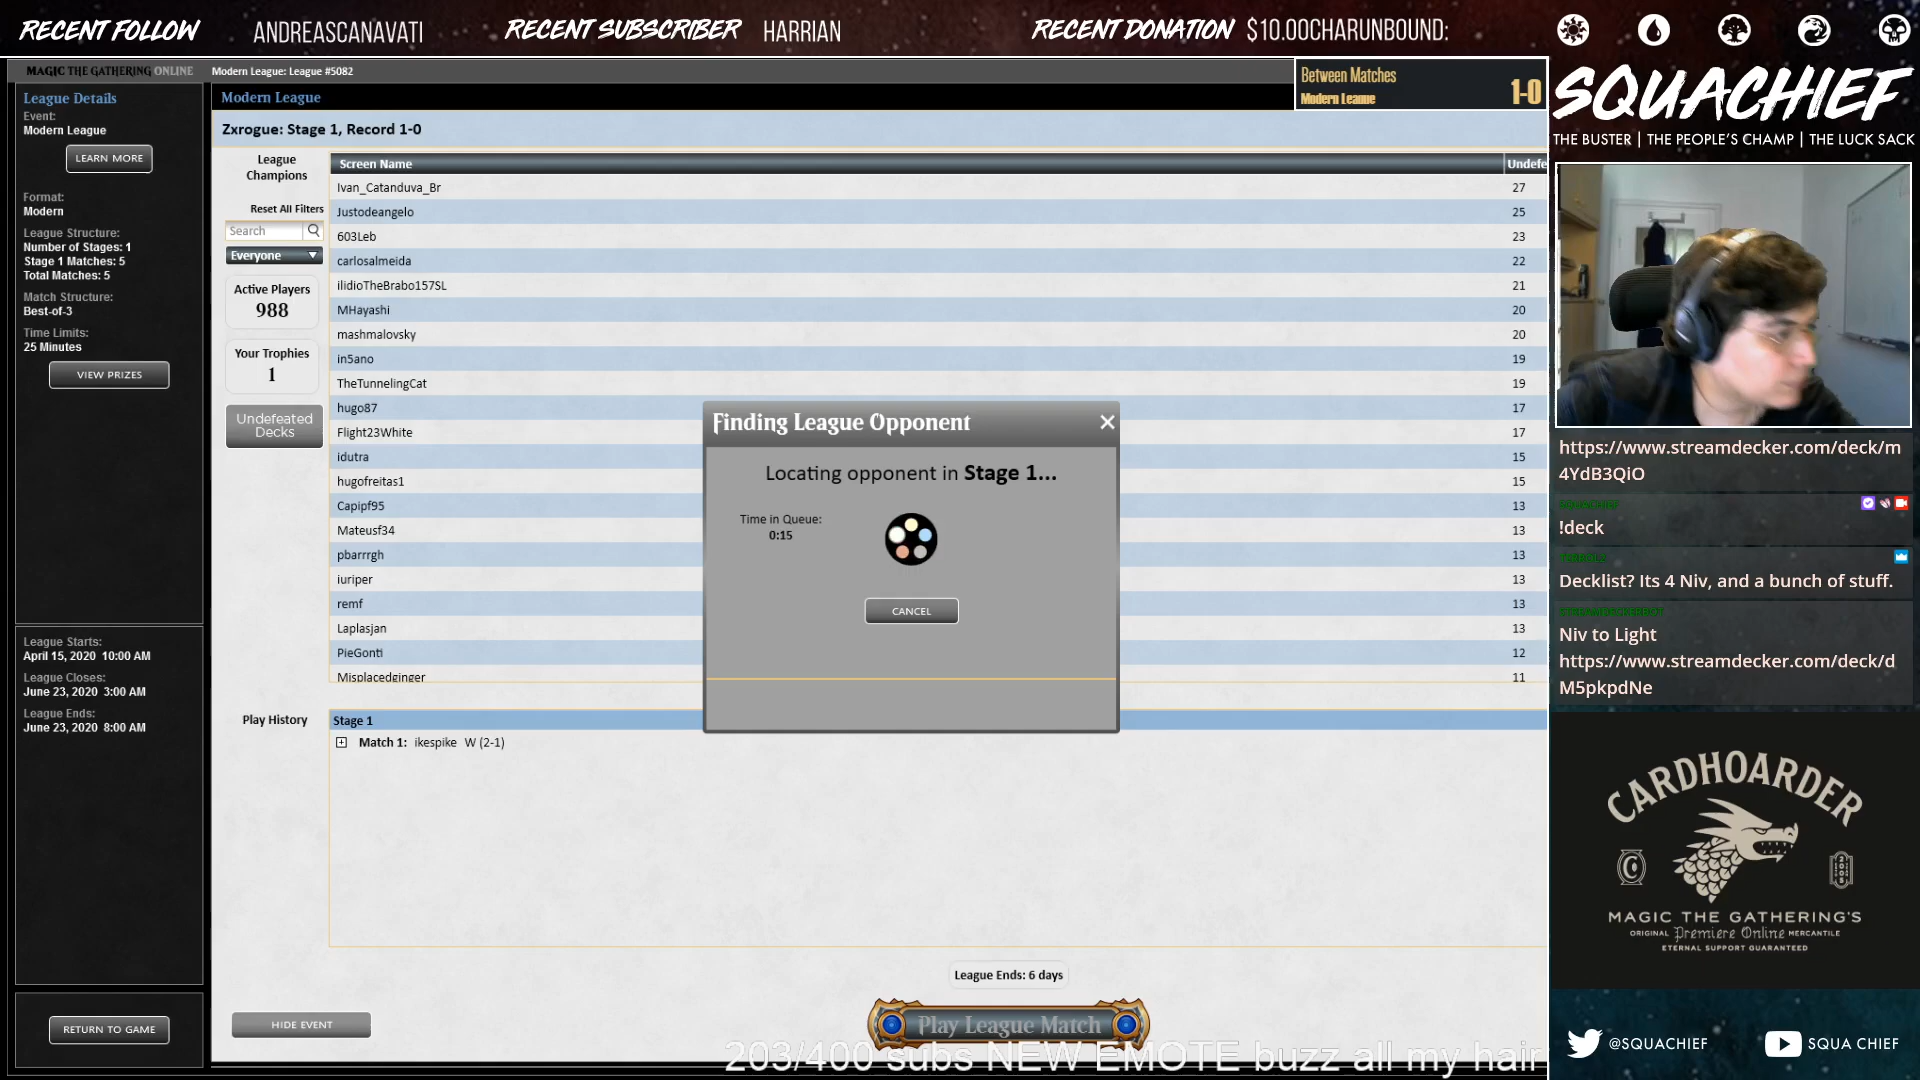 RECENT FOLLOW ANDREASCANAVATI RECENT SUBSCRIBER HARRIAN RECENT DONATION $10.00CHARUNBOUND:
MAGIC THE GATHERING ONLINE Modern League: League #5082
Between Matches
Modern League 1-0
SQUACHIEF
THE BUSTER | THE PEOPLE'S CHAMP | THE LUCK SACK
League Details
Event:
Modern League
LEARN MORE
Format:
Modern
League Structure:
Number of Stages: 1
Stage 1 Matches: 5
Total Matches: 5
Match Structure:
Best-of-3
Time Limits:
25 Minutes
VIEW PRIZES
League Starts:
April 15, 2020 10:00 AM
League Closes:
June 23, 2020 3:00 AM
League Ends:
June 23, 2020 8:00 AM
RETURN TO GAME
Modern League
Zxrogue: Stage 1, Record 1-0
League
Champions
Reset All Filters
Search
Everyone
Active Players
988
Your Trophies
1
Undefeated
Decks
Screen Name Undefe
Ivan_Catanduva_Br 27
Justodeangelo 25
603Leb 23
carlosalmeida 22
ilidioTheBrabo157SL 21
MHayashi 20
mashmalovsky 20
in5ano 19
TheTunnelingCat 19
hugo87 17
Flight23White 17
idutra 15
hugofreitas1 15
Capipf95 13
Mateusf34 13
pbarrrgh 13
iuriper 13
remf 13
Laplasjan 13
PieGonti 12
Misplacedginger 11
Finding League Opponent
Locating opponent in Stage 1...
Time in Queue:
0:15
CANCEL
Play History
Stage 1
Match 1: ikespike W (2-1)
League Ends: 6 days
HIDE EVENT
Play League Match
203/400 subs NEW EMOTE buzz all my hair
https://www.streamdecker.com/deck/m
4YdB3QiO
SQUACHIEF
!deck
Decklist? Its 4 Niv, and a bunch of stuff.
STREAMDECKERBOT
Niv to Light
https://www.streamdecker.com/deck/d
M5pkpdNe
CARDHOARDER
MAGIC THE GATHERING'S
ORIGINAL Premiere Online MERCANTILE
ETERNAL SUPPORT GUARANTEED
@SQUACHIEF SQUA CHIEF